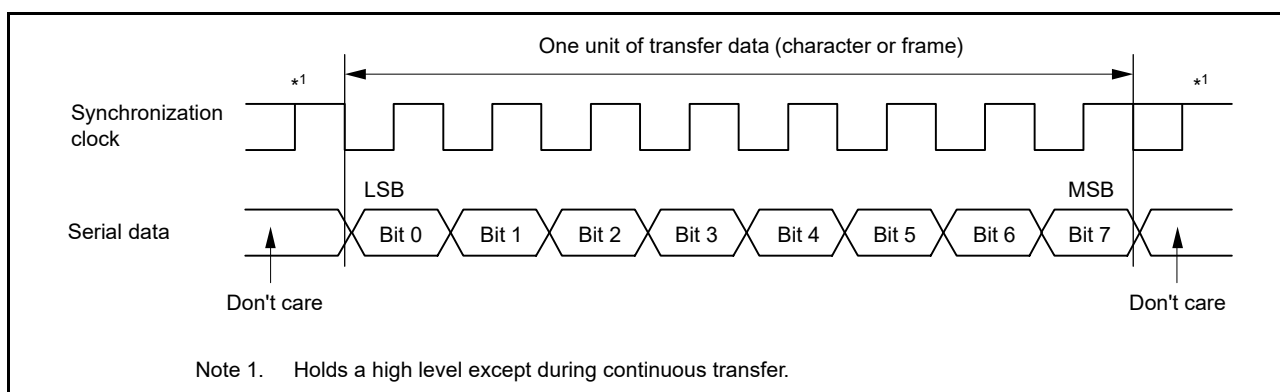 One unit of transfer data (character or frame)
*1 *1
Synchronization
clock
LSB MSB
Serial data Bit 0 Bit 1 Bit 2 Bit 3 Bit 4 Bit 5 Bit 6 Bit 7
Don't care Don't care
Note 1. Holds a high level except during continuous transfer.